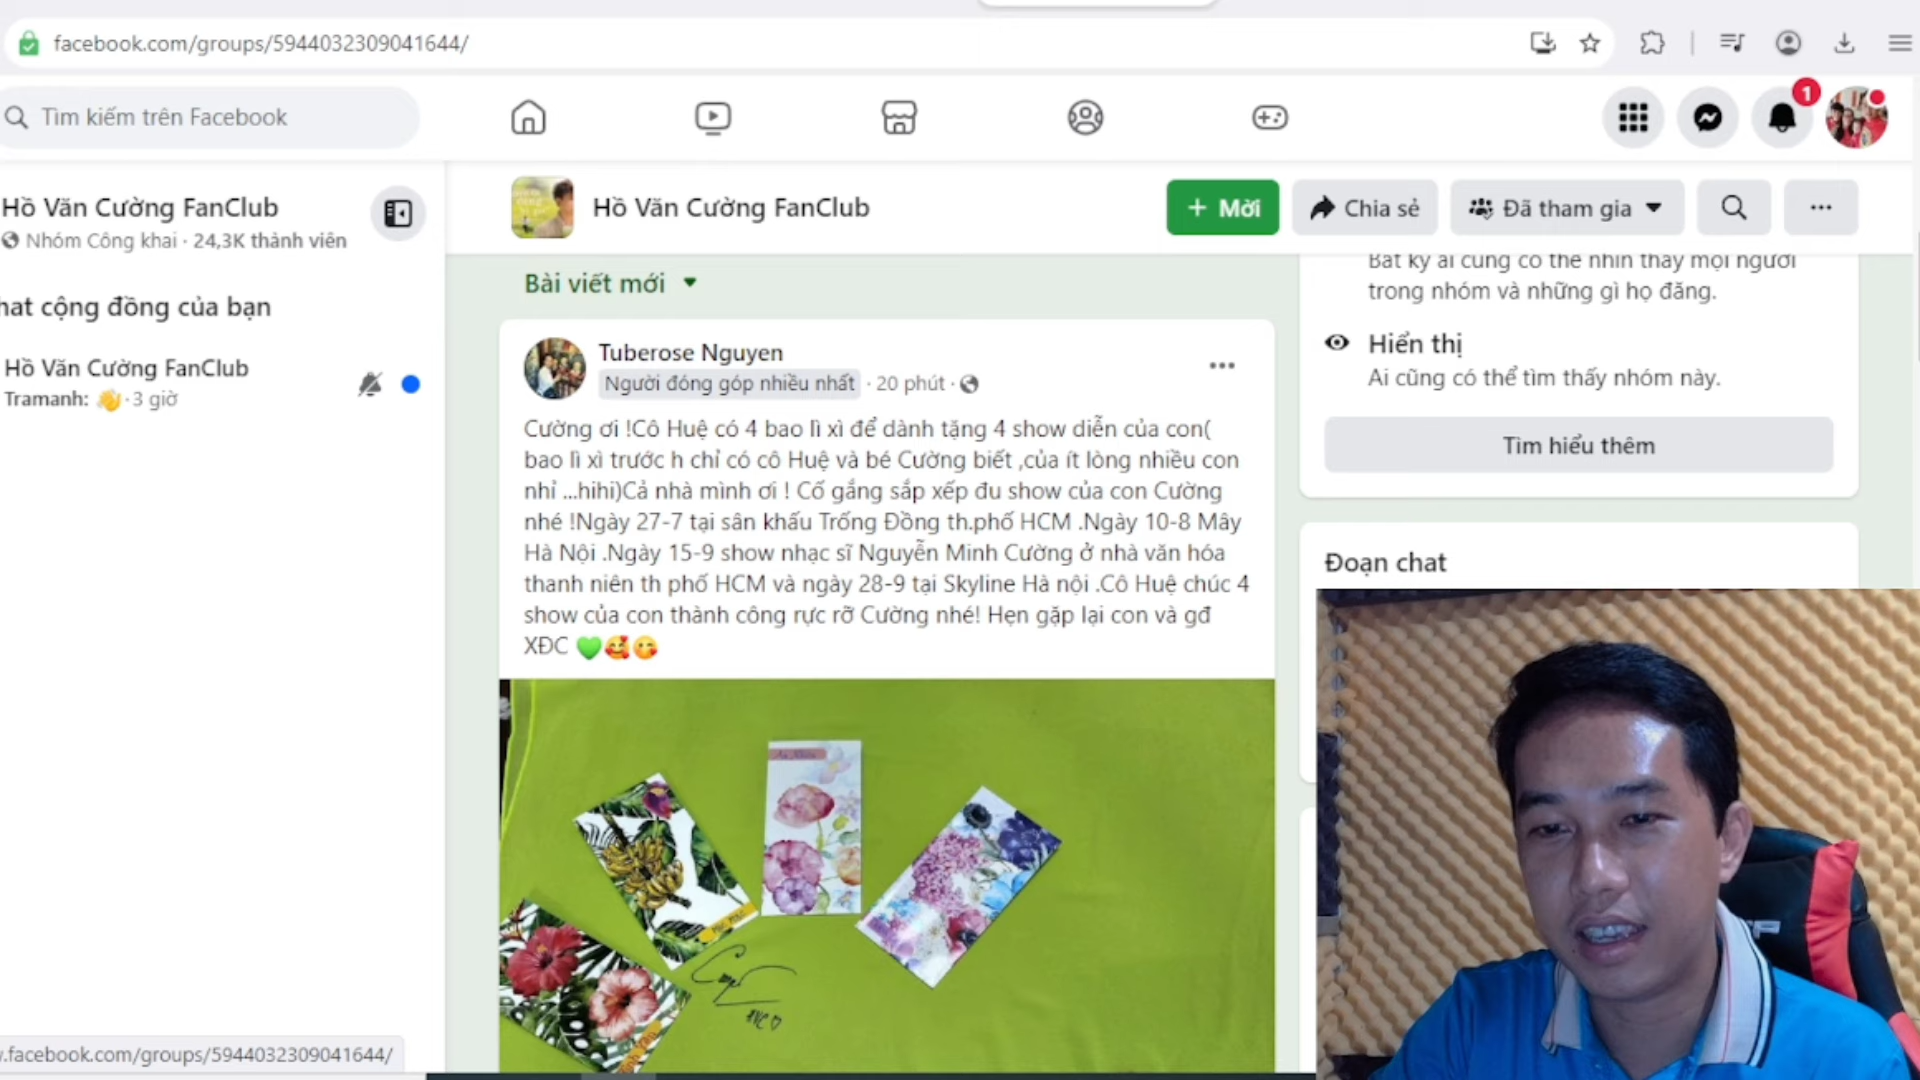 facebook.com/groups/5944032309041644/
Tìm kiếm trên Facebook
1
Hồ Văn Cường FanClub
Nhóm Công khai · 24,3K thành viên
hat cộng đồng của bạn
Hồ Văn Cường FanClub
Tramanh: 👋 · 3 giờ
Hồ Văn Cường FanClub
+ Mời
Chia sẻ
Đã tham gia
Bài viết mới
Tuberose Nguyen
Người đóng góp nhiều nhất · 20 phút ·
Cường ơi !Cô Huệ có 4 bao lì xì để dành tặng 4 show diễn của con(
bao lì xì trước h chỉ có cô Huệ và bé Cường biết ,của ít lòng nhiều con
nhỉ ...hihi)Cả nhà mình ơi ! Cố gắng sắp xếp đu show của con Cường
nhé !Ngày 27-7 tại sân khấu Trống Đồng th.phố HCM .Ngày 10-8 Mây
Hà Nội .Ngày 15-9 show nhạc sĩ Nguyễn Minh Cường ở nhà văn hóa
thanh niên th phố HCM và ngày 28-9 tại Skyline Hà nội .Cô Huệ chúc 4
show của con thành công rực rỡ Cường nhé! Hẹn gặp lại con và gđ
XĐC 💚🥰😋
Bất kỳ ai cũng có thể nhìn thấy mọi người
trong nhóm và những gì họ đăng.
Hiển thị
Ai cũng có thể tìm thấy nhóm này.
Tìm hiểu thêm
Đoạn chat
.facebook.com/groups/5944032309041644/